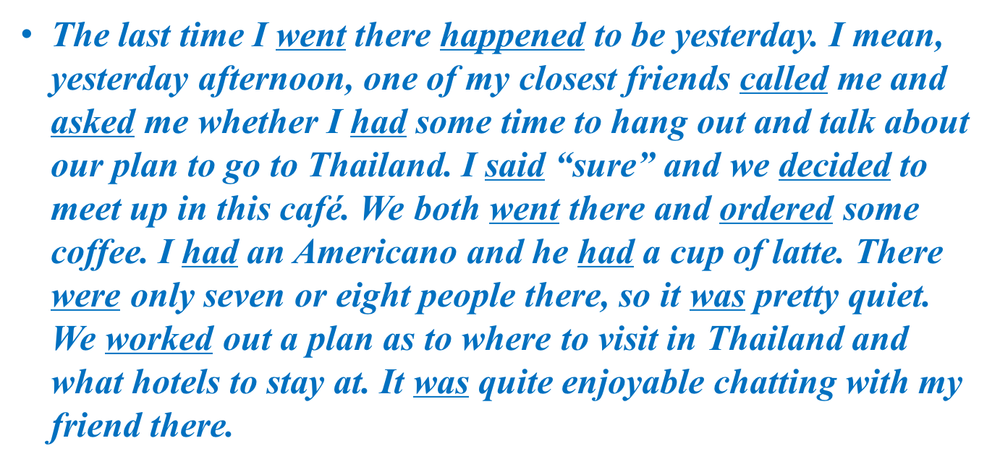 • The last time I went there happened to be yesterday. I mean,
yesterday afternoon, one of my closest friends called me and
asked me whether I had some time to hang out and talk about
our plan to go to Thailand. I said “sure” and we decided to
meet up in this café. We both went there and ordered some
coffee. I had an Americano and he had a cup of latte. There
were only seven or eight people there, so it was pretty quiet.
We worked out a plan as to where to visit in Thailand and
what hotels to stay at. It was quite enjoyable chatting with my
friend there.